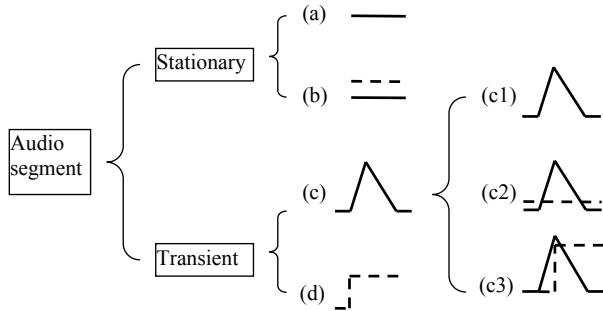 (a)
Stationary
(b)
(c1)
Audio
segment
(c)
(c2)
Transient
(d)
(c3)